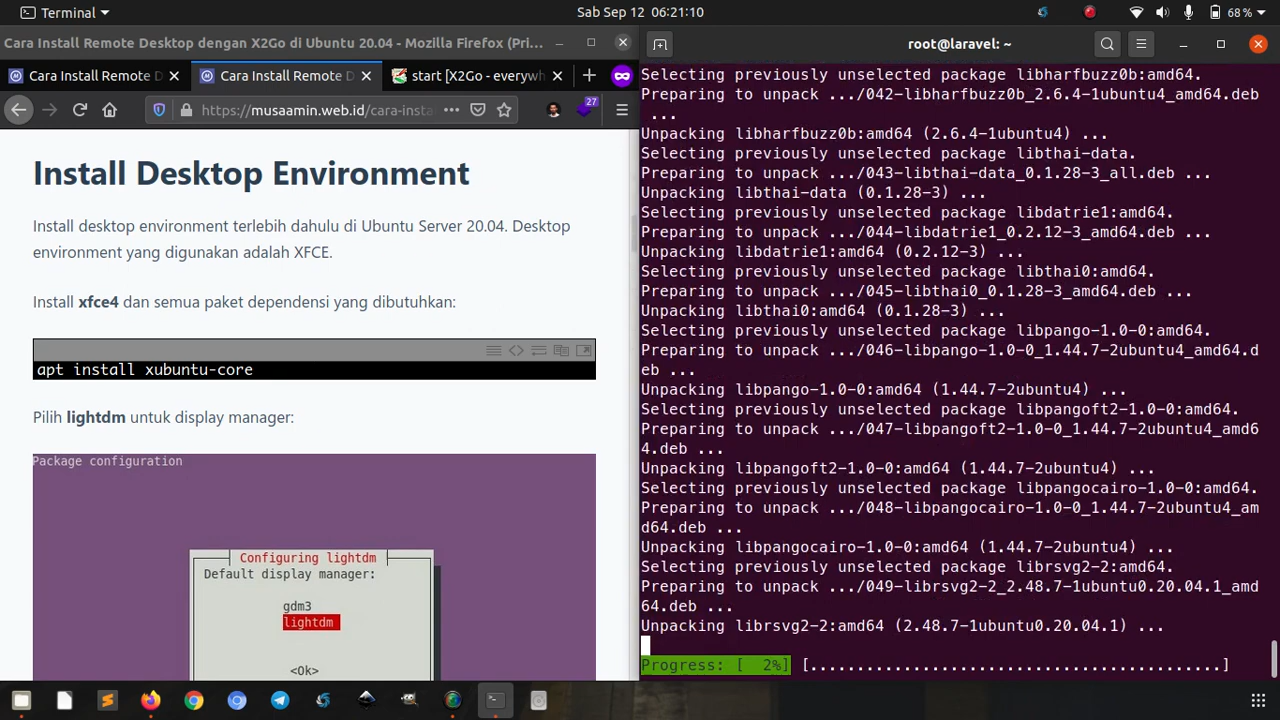 Terminal
Sab Sep 12 06:21:10
68 %
Cara Install Remote Desktop dengan X2Go di Ubuntu 20.04 - Mozilla Firefox (Pri...
root@laravel: ~
Cara Install Remote D
Cara Install Remote D
start [X2Go - everywh
https://musaamin.web.id/cara-insta
27
Install Desktop Environment
Install desktop environment terlebih dahulu di Ubuntu Server 20.04. Desktop
environment yang digunakan adalah XFCE.
Install xfce4 dan semua paket dependensi yang dibutuhkan:
apt install xubuntu-core
Pilih lightdm untuk display manager:
Package configuration
Configuring lightdm
Default display manager:
gdm3
lightdm
<Ok>
Selecting previously unselected package libharfbuzz0b:amd64.
Preparing to unpack .../042-libharfbuzz0b_2.6.4-1ubuntu4_amd64.deb
...
Unpacking libharfbuzz0b:amd64 (2.6.4-1ubuntu4) ...
Selecting previously unselected package libthai-data.
Preparing to unpack .../043-libthai-data_0.1.28-3_all.deb ...
Unpacking libthai-data (0.1.28-3) ...
Selecting previously unselected package libdatrie1:amd64.
Preparing to unpack .../044-libdatrie1_0.2.12-3_amd64.deb ...
Unpacking libdatrie1:amd64 (0.2.12-3) ...
Selecting previously unselected package libthai0:amd64.
Preparing to unpack .../045-libthai0_0.1.28-3_amd64.deb ...
Unpacking libthai0:amd64 (0.1.28-3) ...
Selecting previously unselected package libpango-1.0-0:amd64.
Preparing to unpack .../046-libpango-1.0-0_1.44.7-2ubuntu4_amd64.d
eb ...
Unpacking libpango-1.0-0:amd64 (1.44.7-2ubuntu4) ...
Selecting previously unselected package libpangoft2-1.0-0:amd64.
Preparing to unpack .../047-libpangoft2-1.0-0_1.44.7-2ubuntu4_amd6
4.deb ...
Unpacking libpangoft2-1.0-0:amd64 (1.44.7-2ubuntu4) ...
Selecting previously unselected package libpangocairo-1.0-0:amd64.
Preparing to unpack .../048-libpangocairo-1.0-0_1.44.7-2ubuntu4_am
d64.deb ...
Unpacking libpangocairo-1.0-0:amd64 (1.44.7-2ubuntu4) ...
Selecting previously unselected package librsvg2-2:amd64.
Preparing to unpack .../049-librsvg2-2_2.48.7-1ubuntu0.20.04.1_amd
64.deb ...
Unpacking librsvg2-2:amd64 (2.48.7-1ubuntu0.20.04.1) ...
Progress: [  2%] [............................................]